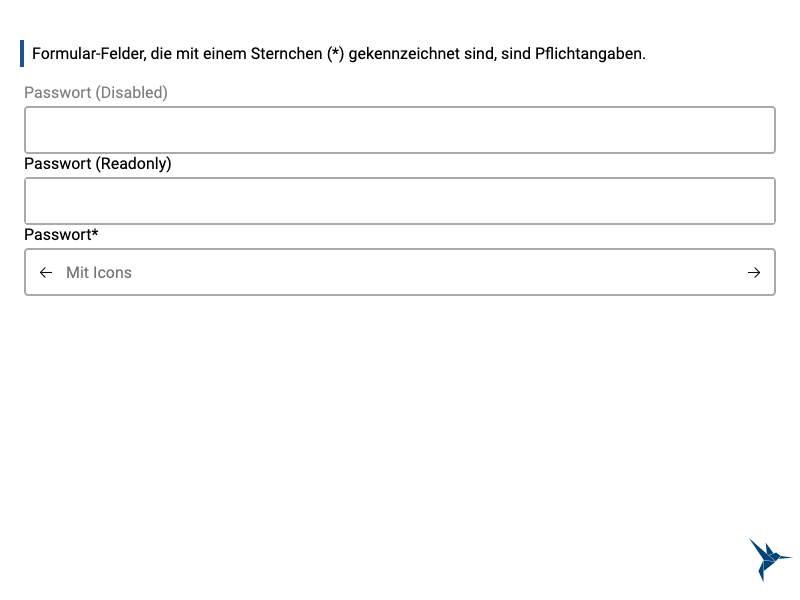 Formular-Felder, die mit einem Sternchen (*) gekennzeichnet sind, sind Pflichtangaben.
Passwort (Disabled)
Passwort (Readonly)
Passwort*
Mit Icons